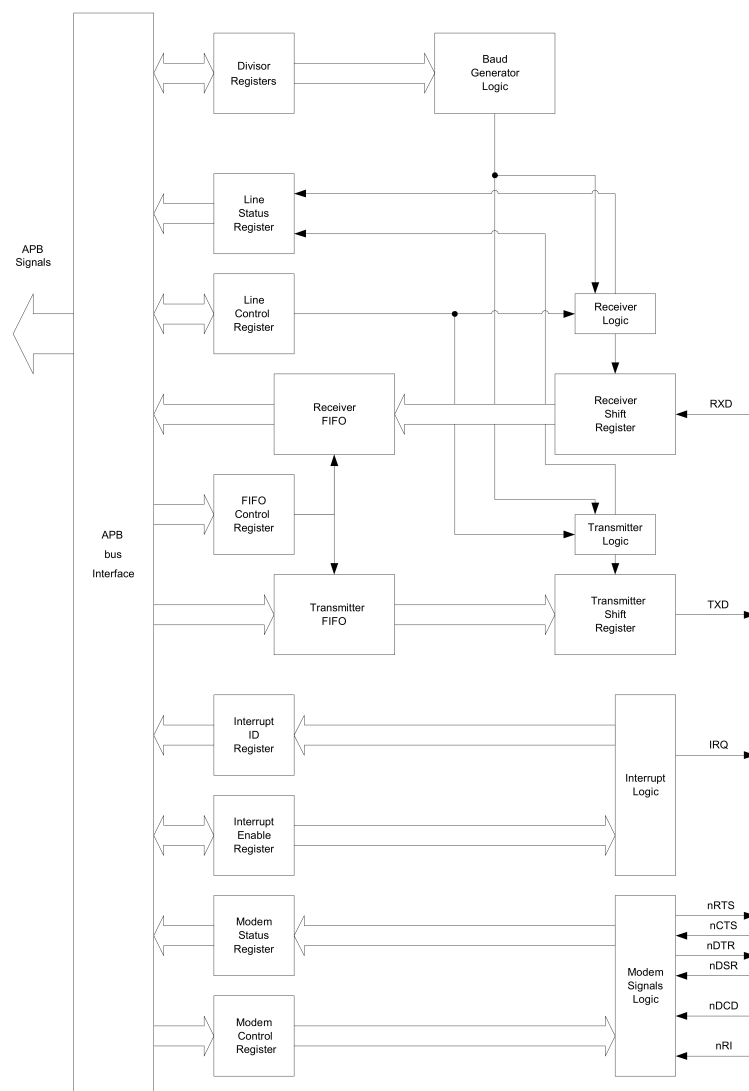 Divisor
Registers
Baud
Generator
Logic
Line
Status
Register
APB
Signals
Line
Control
Register
Receiver
Logic
Receiver
FIFO
Receiver
Shift
Register
RXD
FIFO
Control
Register
APB
bus
Interface
Transmitter
Logic
Transmitter
FIFO
Transmitter
Shift
Register
TXD
Interrupt
ID
Register
IRQ
Interrupt
Logic
Interrupt
Enable
Register
Modem
Status
Register
nRTS
nCTS
nDTR
nDSR
Modem
Signals
Logic
nDCD
Modem
Control
Register
nRI